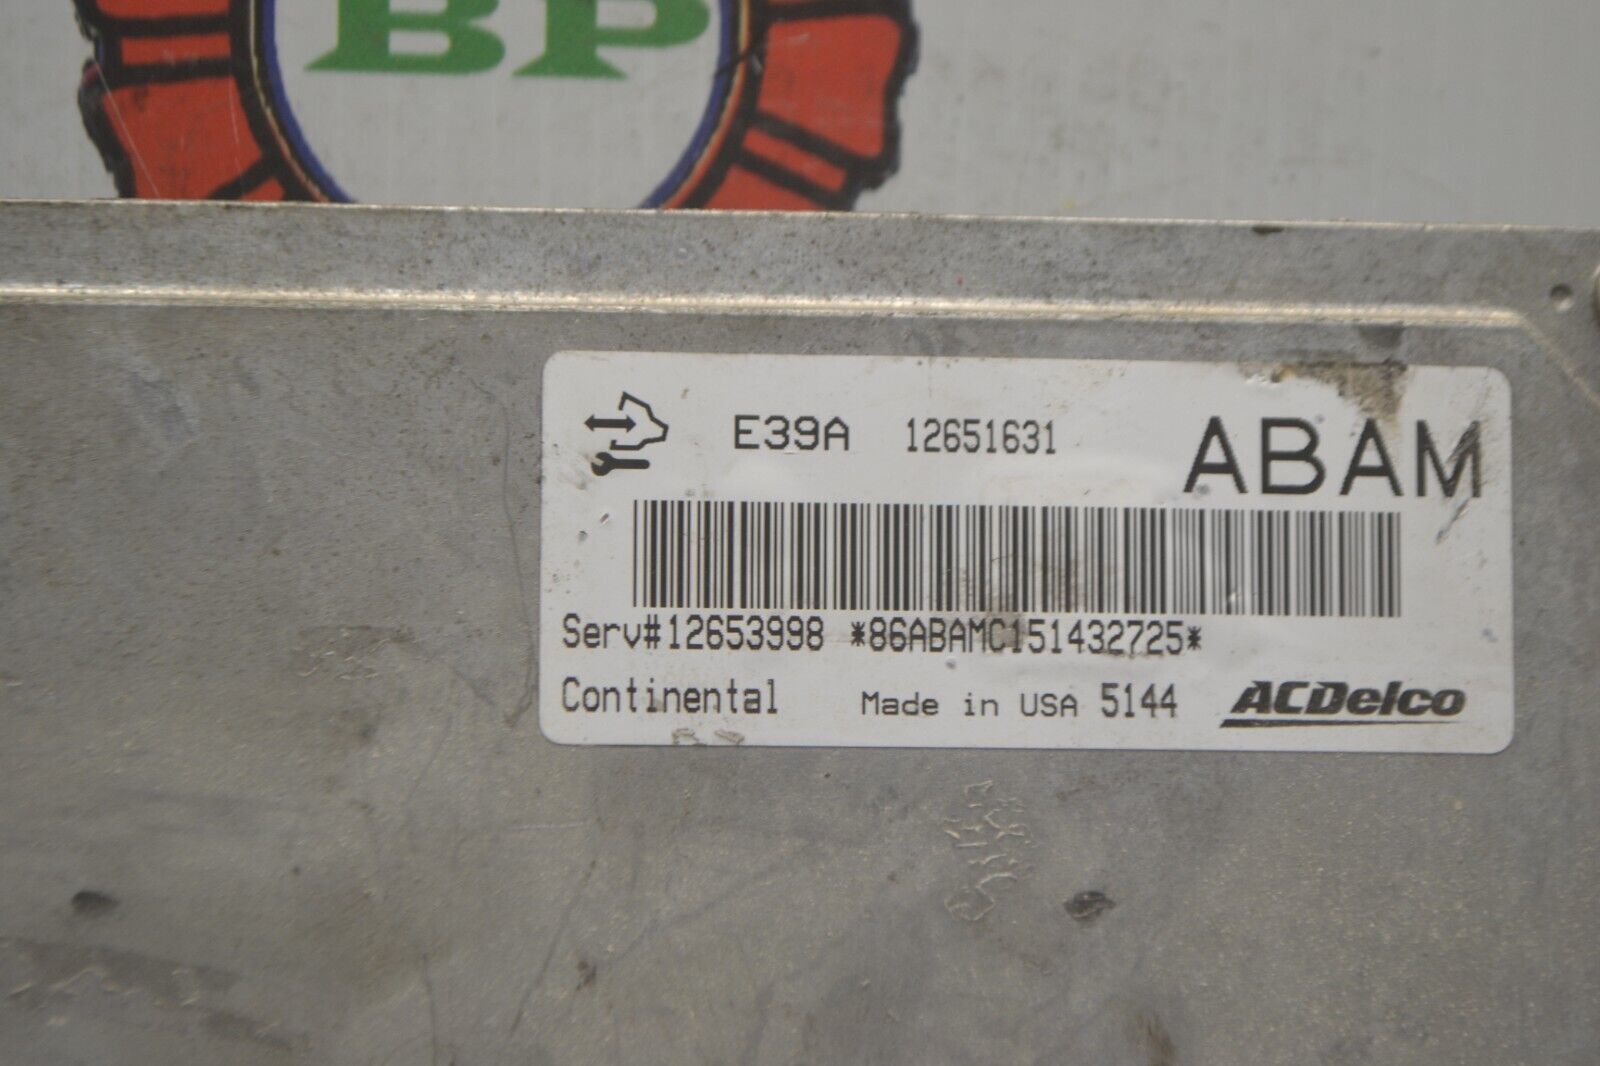 BP
E39A 12651631 ABAM
Serv#12653998 *86ABAMC151432725*
Continental Made in USA 5144 ACDelco